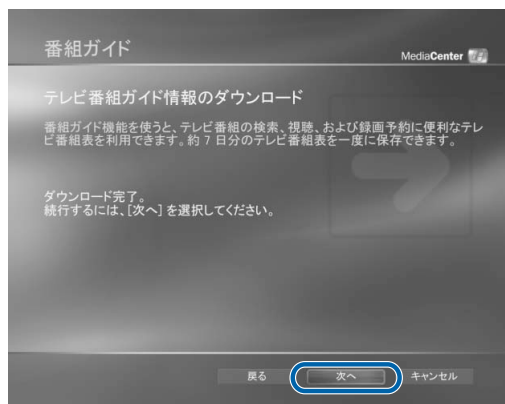 番組ガイド
MediaCenter
テレビ番組ガイド情報のダウンロード
番組ガイド機能を使うと、テレビ番組の検索、視聴、および録画予約に便利なテレ
ビ番組表を利用できます。約 7 日分のテレビ番組表を一度に保存できます。
ダウンロード完了。
続行するには、[次へ] を選択してください。
戻る
次へ
キャンセル